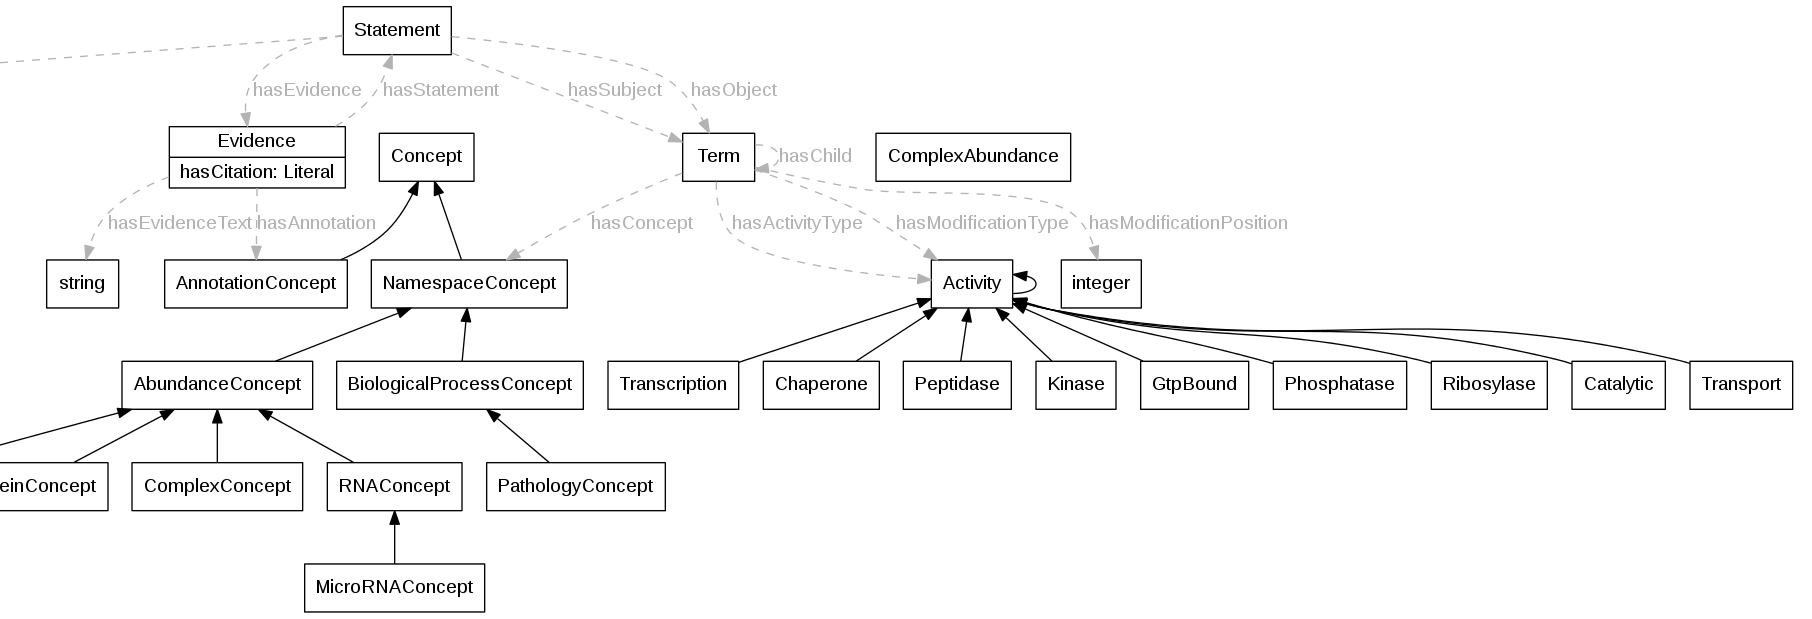 Statement
hasEvidence
hasStatement
hasSubject
hasObject
Evidence
hasCitation: Literal
Concept
Term
hasChild
ComplexAbundance
hasEvidenceText
hasAnnotation
hasConcept
hasActivityType
hasModificationType
hasModificationPosition
string
AnnotationConcept
NamespaceConcept
Activity
integer
AbundanceConcept
BiologicalProcessConcept
Transcription
Chaperone
Peptidase
Kinase
GtpBound
Phosphatase
Ribosylase
Catalytic
Transport
einConcept
ComplexConcept
RNAConcept
PathologyConcept
MicroRNAConcept